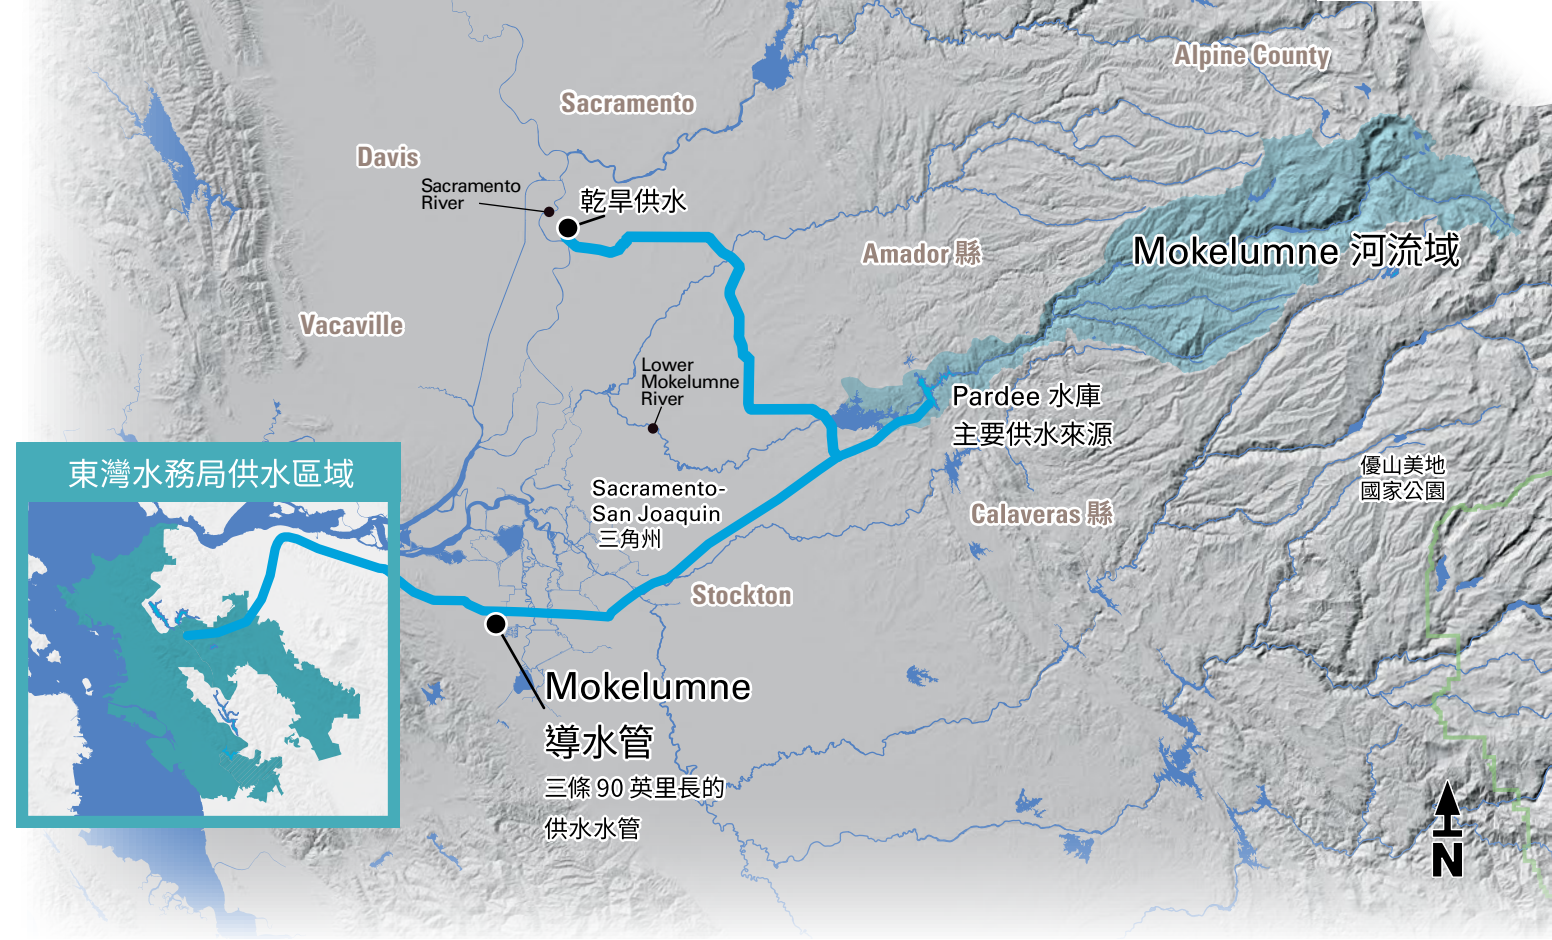 Alpine County
Sacramento
Davis
Sacramento
River
乾旱供水
Mokelumne 河流域
Amador 縣
Vacaville
Lower
Mokelumne
River
Pardee 水庫
主要供水來源
東灣水務局供水區域
優山美地
國家公園
Sacramento-
San Joaquin
三角州
Calaveras 縣
Stockton
Mokelumne
導水管
三條 90 英里長的
供水水管
N